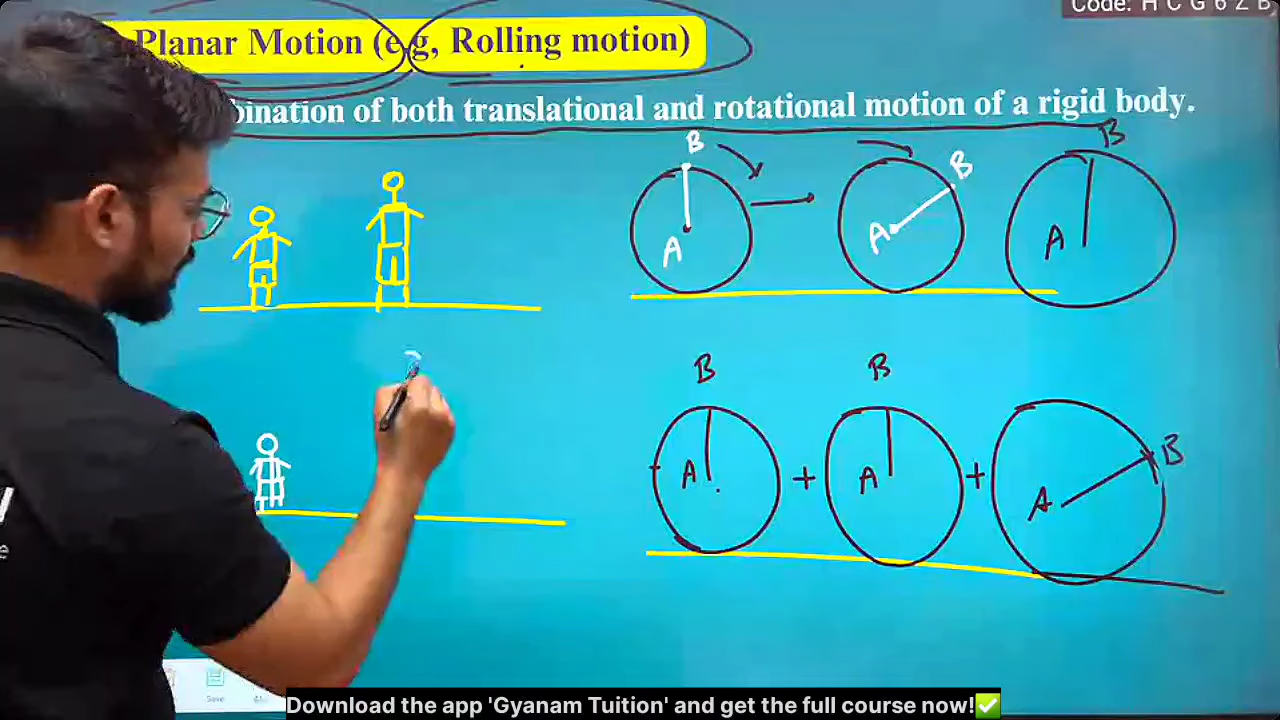 Code: H C G 6 Z B
Planar Motion (e.g, Rolling motion)
bination of both translational and rotational motion of a rigid body.
B B B
A A A
B B B
A + A + A
Save
Download the app 'Gyanam Tuition' and get the full course now!✅